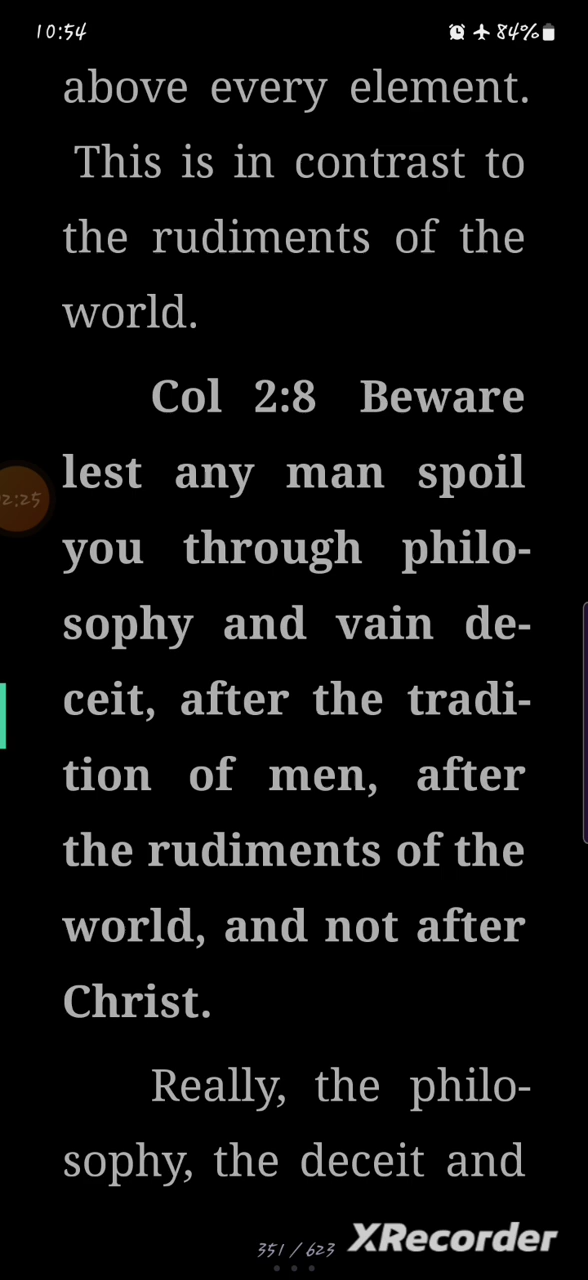 10:54 84%
above every element.
This is in contrast to
the rudiments of the
world.
Col 2:8 Beware
lest any man spoil
02:25
you through philo-
sophy and vain de-
ceit, after the tradi-
tion of men, after
the rudiments of the
world, and not after
Christ.
Really, the philo-
sophy, the deceit and
351 / 623 XRecorder